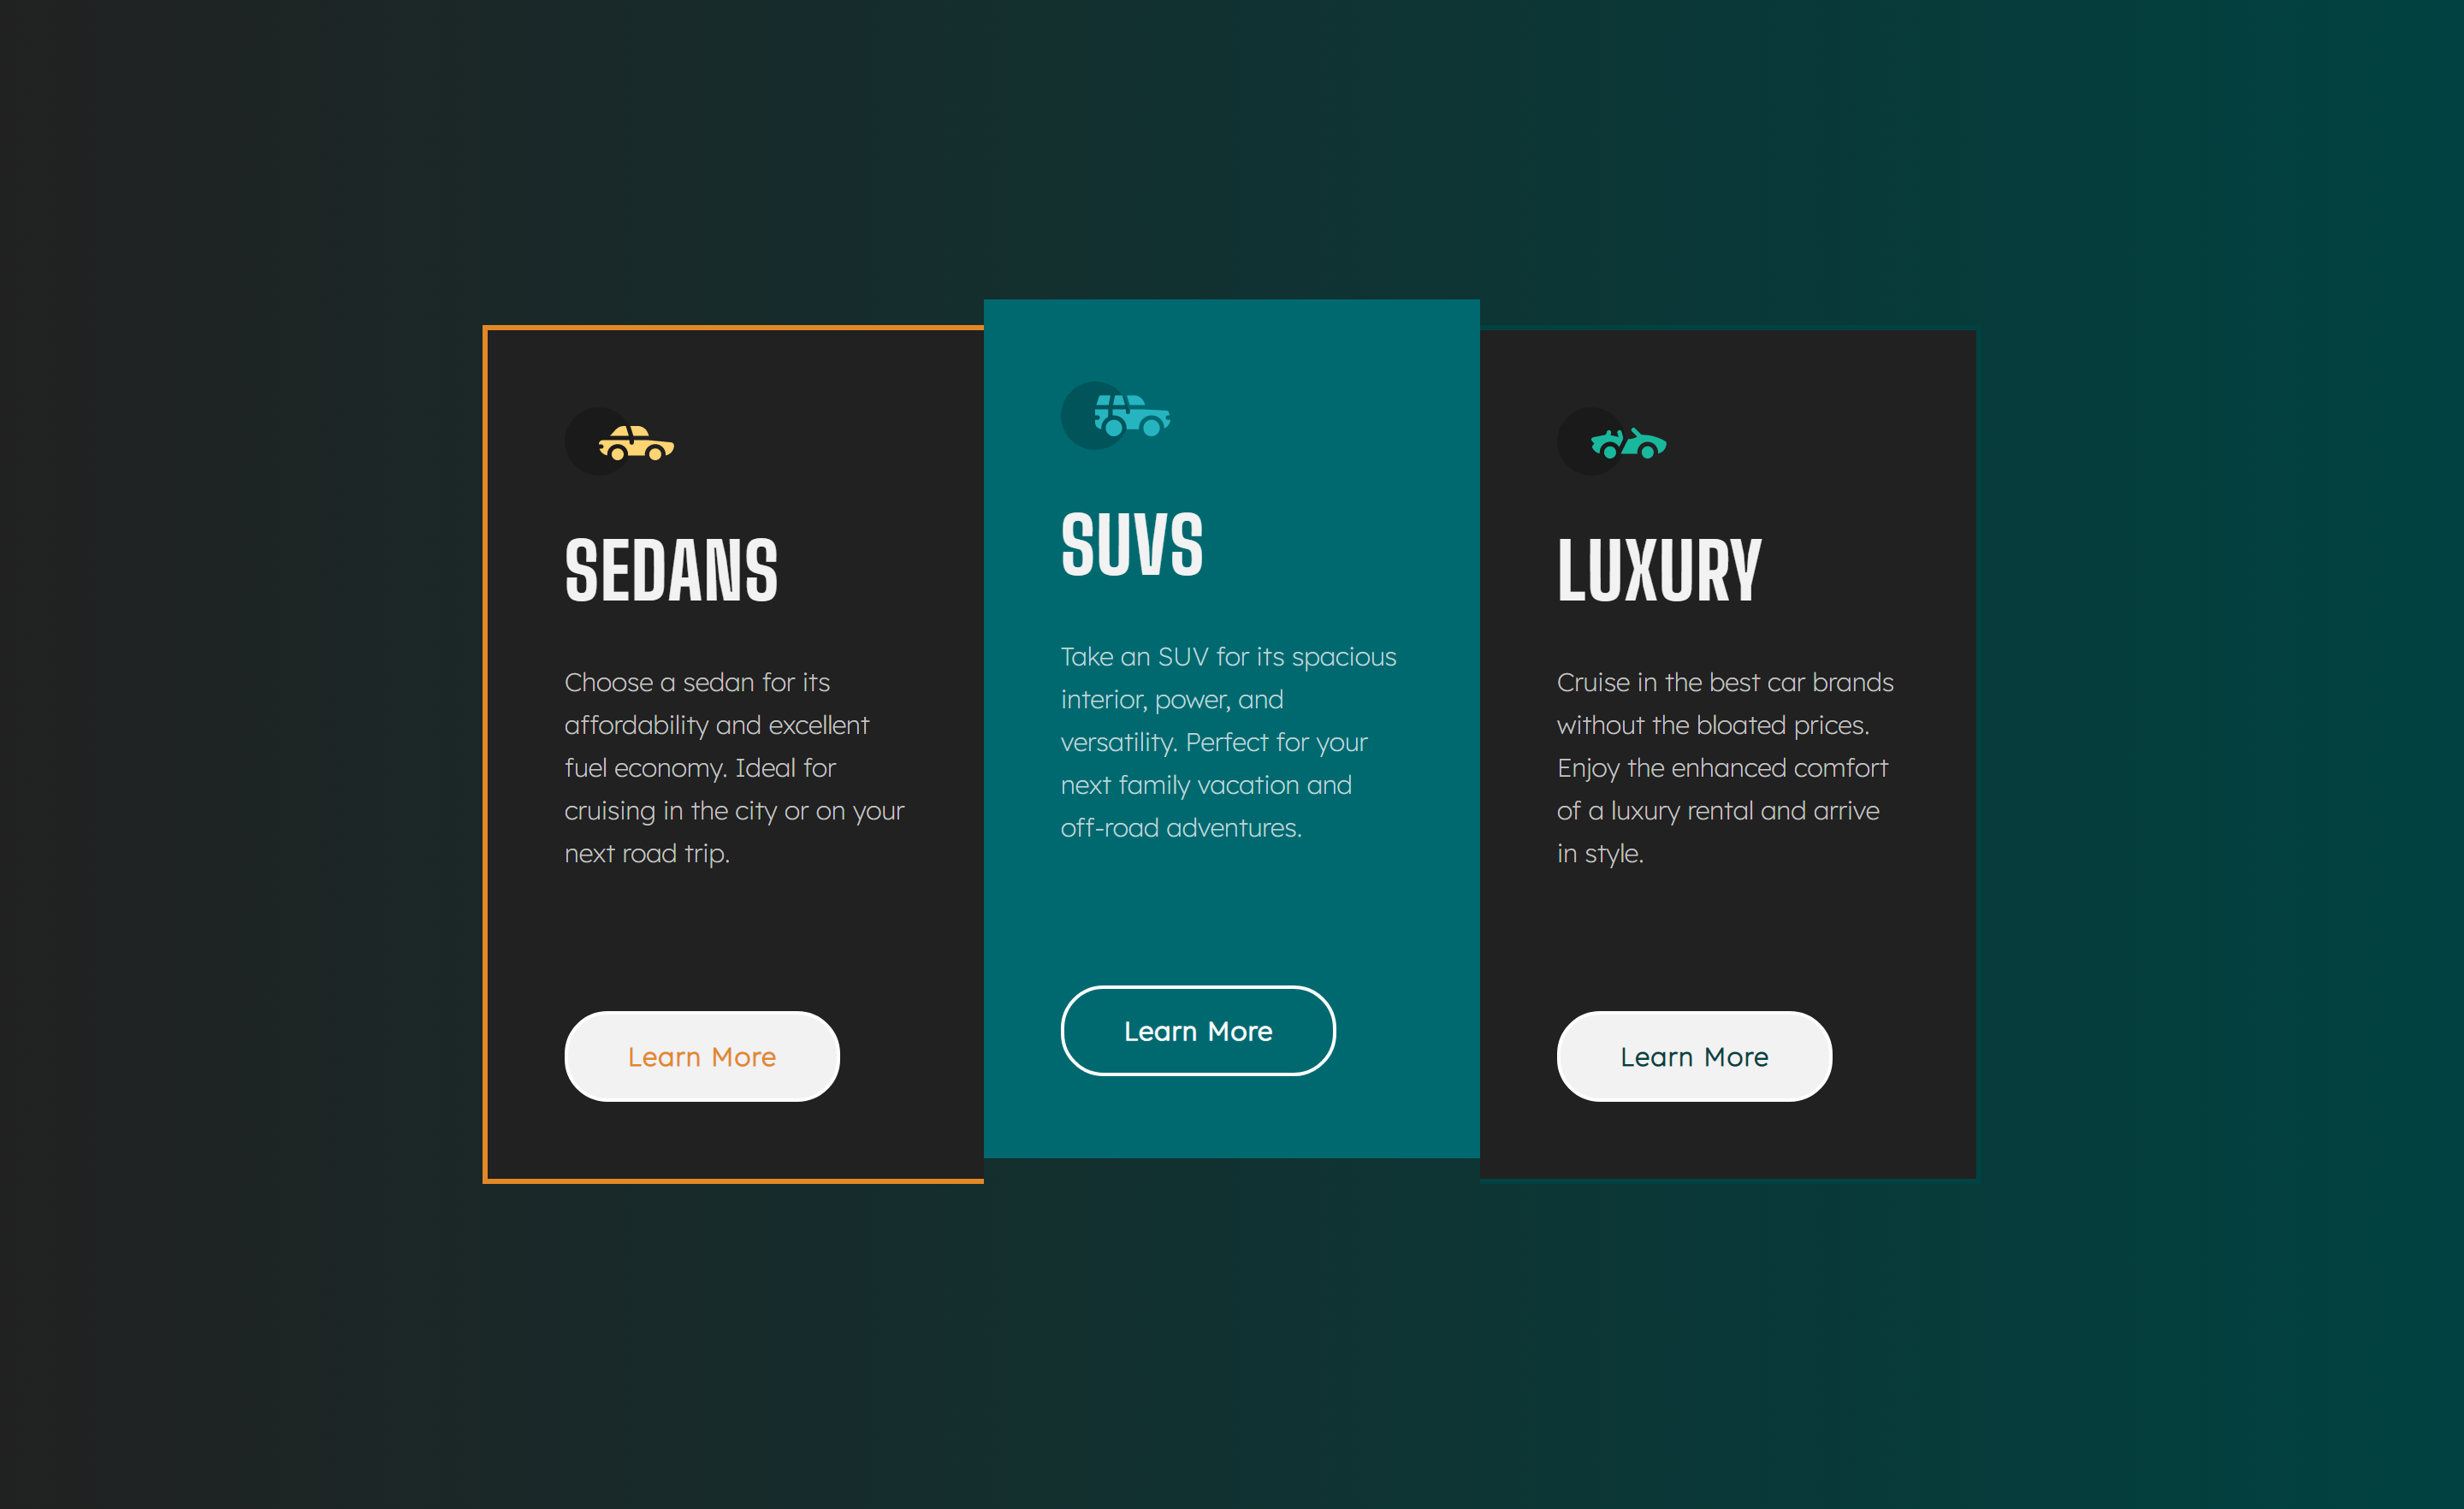 SEDANS
Choose a sedan for its
affordability and excellent
fuel economy. Ideal for
cruising in the city or on your
next road trip.
Learn More
SUVS
Take an SUV for its spacious
interior, power, and
versatility. Perfect for your
next family vacation and
off-road adventures.
Learn More
LUXURY
Cruise in the best car brands
without the bloated prices.
Enjoy the enhanced comfort
of a luxury rental and arrive
in style.
Learn More